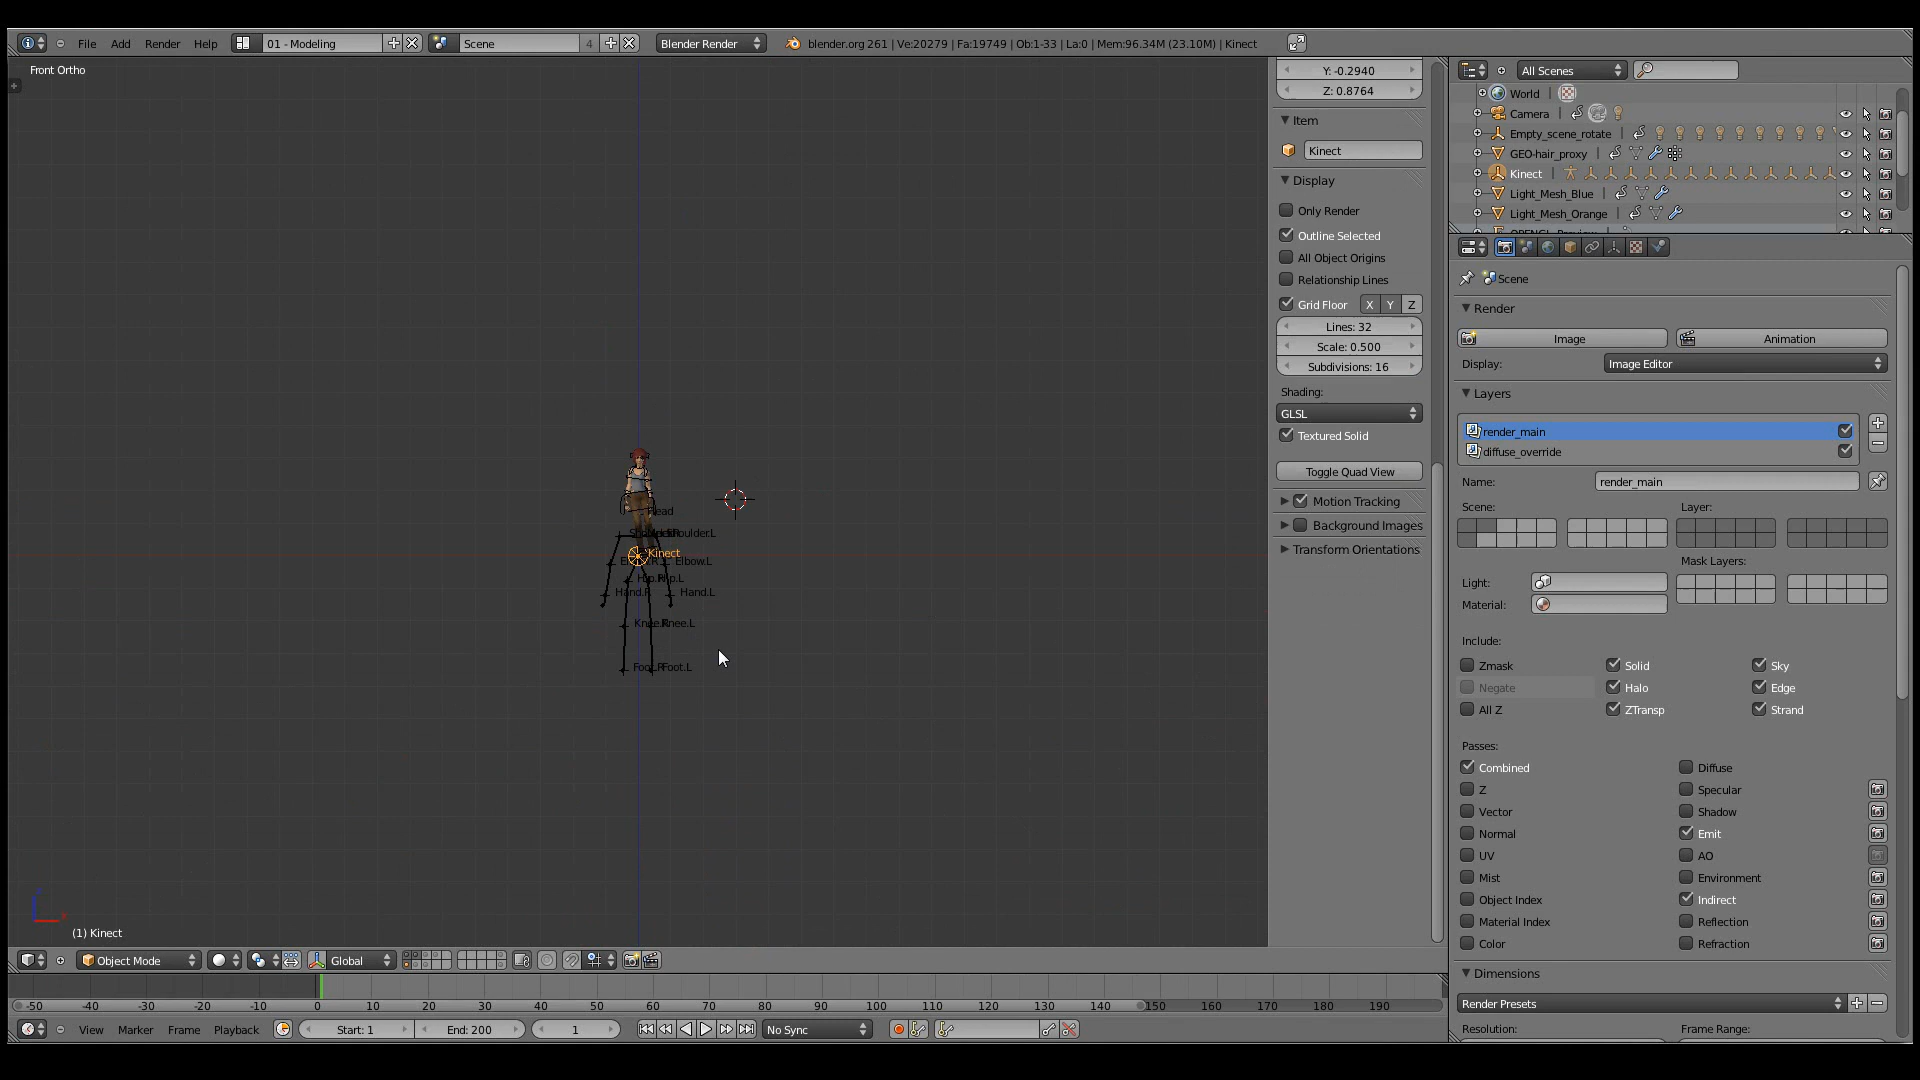 File Add Render Help 01 - Modeling Scene 4 Blender Render blender.org 261 | Ve:20279 | Fa:19749 | Ob:1-33 | La:0 | Mem:96.34M (23.10M) | Kinect
Front Ortho
Head
Shoulder.L
Kinect
Elbow.L
Hip.L
Hand.R Hand.L
Knee.R Knee.L
Foot.R Foot.L
(1) Kinect
Y: -0.2940
Z: 0.8764
Item
Kinect
Display
Only Render
Outline Selected
All Object Origins
Relationship Lines
Grid Floor X Y Z
Lines: 32
Scale: 0.500
Subdivisions: 16
Shading:
GLSL
Textured Solid
Toggle Quad View
Motion Tracking
Background Images
Transform Orientations
All Scenes
World
Camera
Empty_scene_rotate
GEO-hair_proxy
Kinect
Light_Mesh_Blue
Light_Mesh_Orange
Scene
Render
Image Animation
Display: Image Editor
Layers
render_main
diffuse_override
Name: render_main
Scene: Layer:
Mask Layers:
Light:
Material:
Include:
Zmask Solid Sky
Negate Halo Edge
All Z ZTransp Strand
Passes:
Combined Diffuse
Z Specular
Vector Shadow
Normal Emit
UV AO
Mist Environment
Object Index Indirect
Material Index Reflection
Color Refraction
Dimensions
Render Presets
Resolution: Frame Range:
Object Mode Global
-50 -40 -30 -20 -10 0 10 20 30 40 50 60 70 80 90 100 110 120 130 140 150 160 170 180 190
View Marker Frame Playback Start: 1 End: 200 1 No Sync